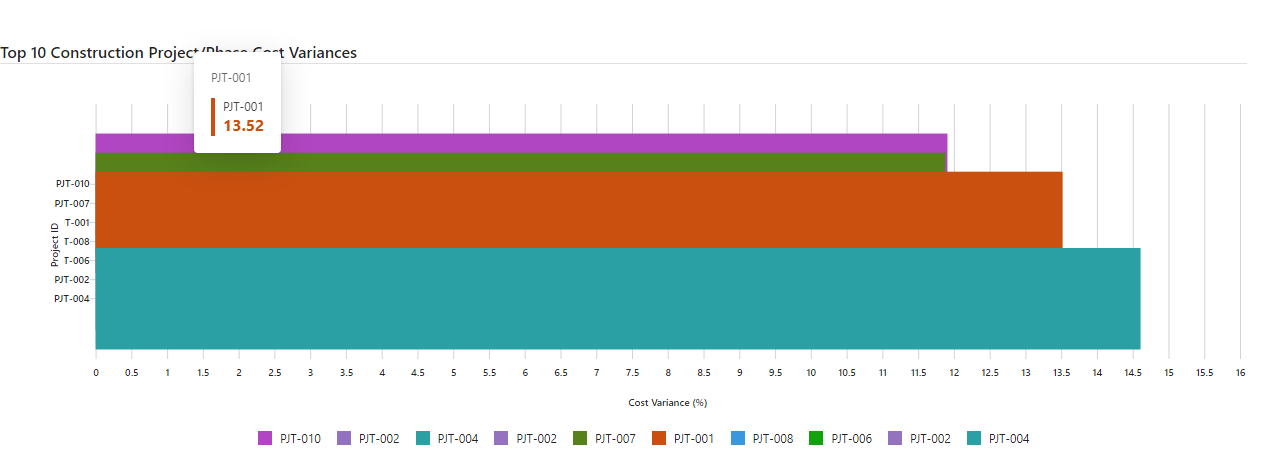 Top 10 Construction Project/Phase Cost Variances
PJT-001
PJT-001
13.52
PJT-010
PJT-007
T-001
T-008
T-006
PJT-002
PJT-004
Project ID
0 0.5 1 1.5 2 2.5 3 3.5 4 4.5 5 5.5 6 6.5 7 7.5 8 8.5 9 9.5 10 10.5 11 11.5 12 12.5 13 13.5 14 14.5 15 15.5 16
Cost Variance (%)
PJT-010 PJT-002 PJT-004 PJT-002 PJT-007 PJT-001 PJT-008 PJT-006 PJT-002 PJT-004